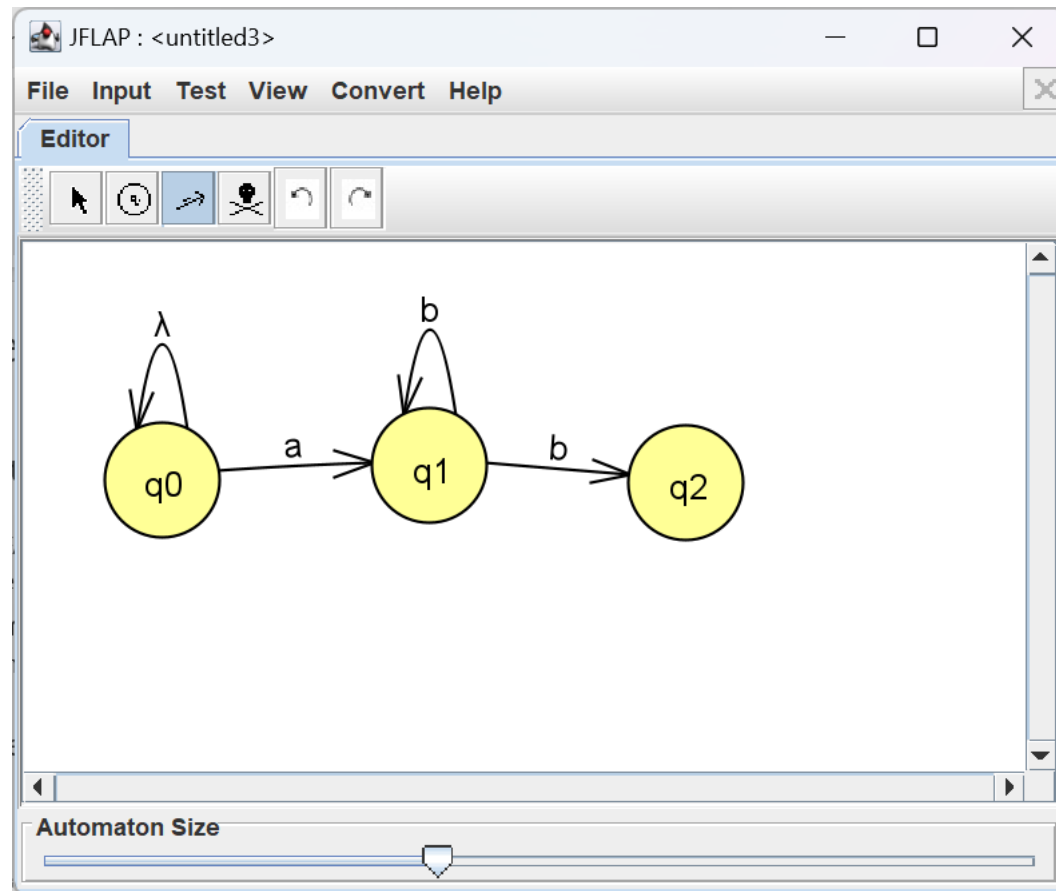 JFLAP : <untitled3>
File Input Test View Convert Help
Editor
q
λ
b
a
b
q0
q1
q2
Automaton Size